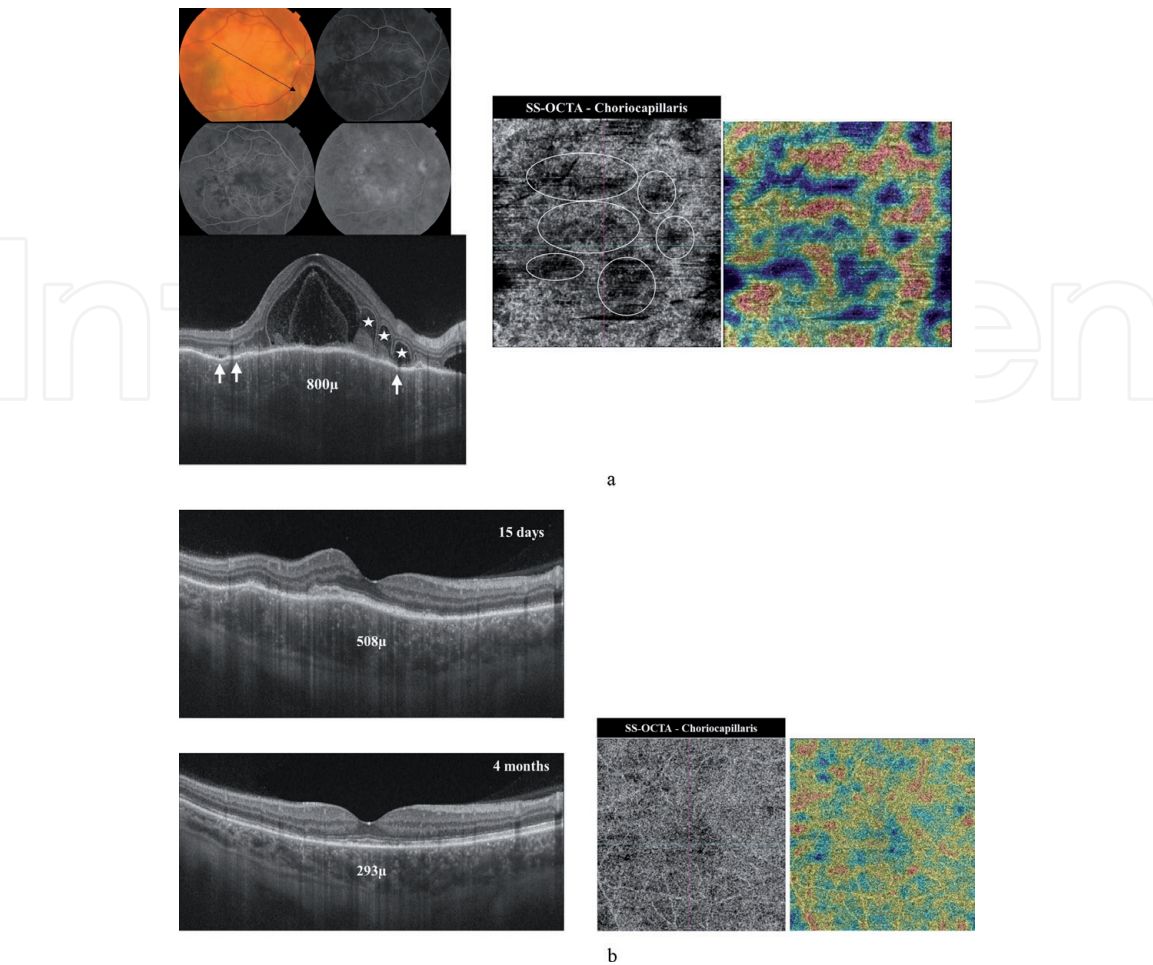 SS-OCTA - Choriocapillaris
800µ
a
15 days
508µ
4 months
293µ
SS-OCTA - Choriocapillaris
b